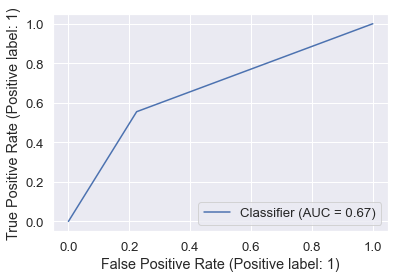 True Positive Rate (Positive label: 1)
1.0
0.8
0.6
0.4
0.2
0.0
Classifier (AUC = 0.67)
0.0 0.2 0.4 0.6 0.8 1.0
False Positive Rate (Positive label: 1)